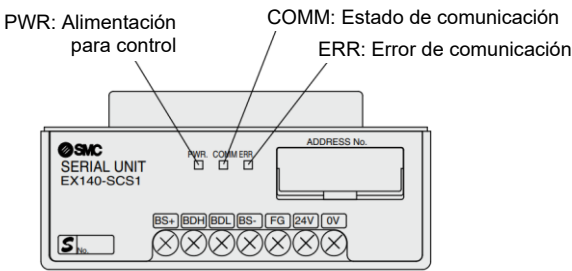 PWR: Alimentación
para control
COMM: Estado de comunicación
ERR: Error de comunicación
SMC
SERIAL UNIT
EX140-SCS1
PWR. COMM ERR.
ADDRESS No.
BS+ BDH BDL BS- FG 24V 0V
S No.